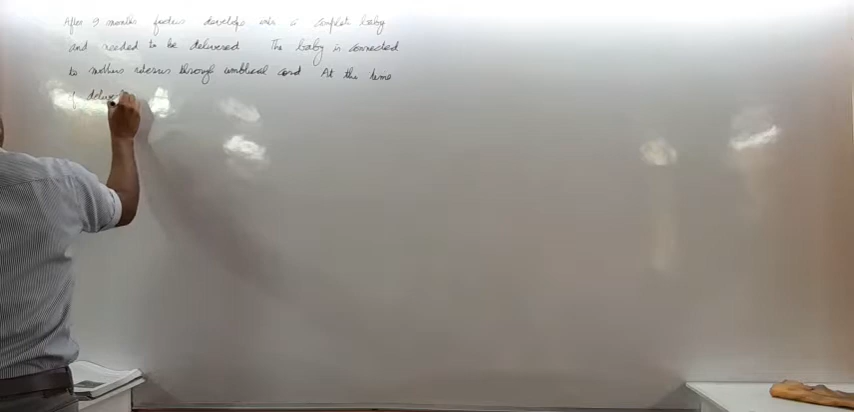 After 9 months foetus develops into a complete baby
and needed to be delivered The baby is connected
to mothers uterus through umblical cord At the time
of deliver